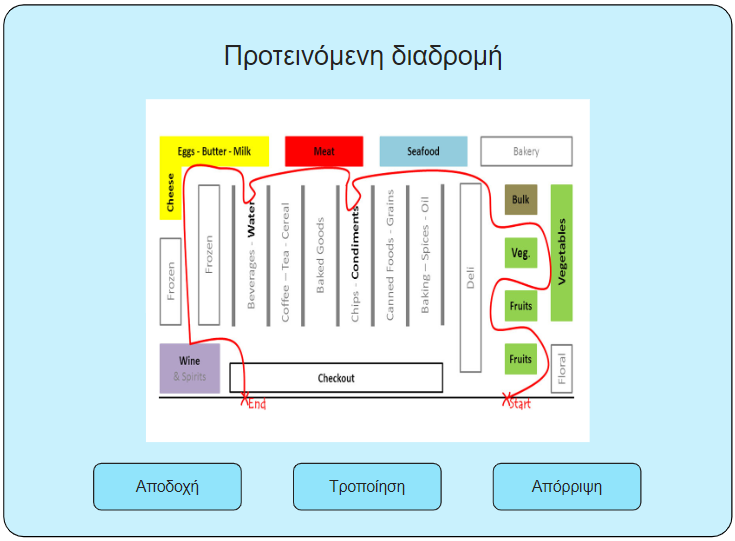 Προτεινόμενη διαδρομή
Eggs - Butter - Milk
Meat
Seafood
Bakery
Cheese
Frozen
Frozen
Beverages - Water
Coffee – Tea - Cereal
Baked Goods
Chips - Condiments
Canned Foods - Grains
Baking – Spices - Oil
Deli
Bulk
Veg.
Fruits
Fruits
Vegetables
Floral
Wine
& Spirits
Checkout
End
Start
Αποδοχή
Τροποίηση
Απόρριψη